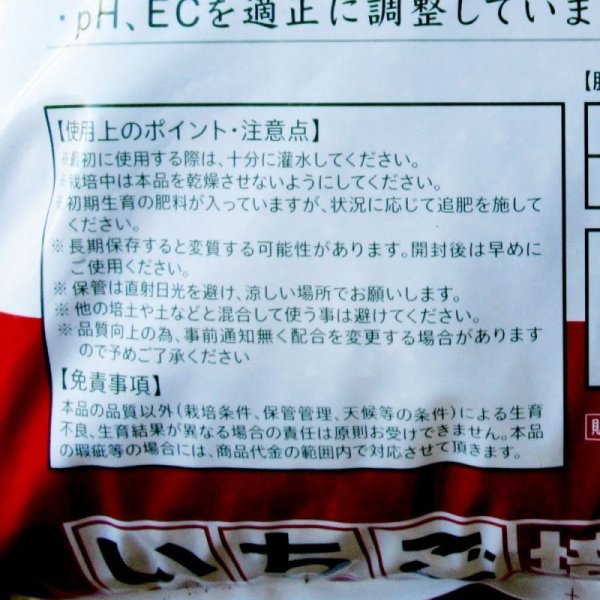 ・pH、ECを適正に調整していま
【使用上のポイント・注意点】
※最初に使用する際は、十分に灌水してください。
※栽培中は本品を乾燥させないようにしてください。
※初期生育の肥料が入っていますが、状況に応じて追肥を施して
ください。
※長期保存すると変質する可能性があります。開封後は早めに
ご使用ください。
※保管は直射日光を避け、涼しい場所でお願いします。
※他の培土や土などと混合して使う事は避けてください。
※品質向上の為、事前通知無く配合を変更する場合があります
ので予めご了承ください
【免責事項】
本品の品質以外(栽培条件、保管管理、天候等の条件)による生育
不良、生育結果が異なる場合の責任は原則お受けできません。本品
の瑕疵等の場合には、商品代金の範囲内で対応させて頂きます。
いちご培